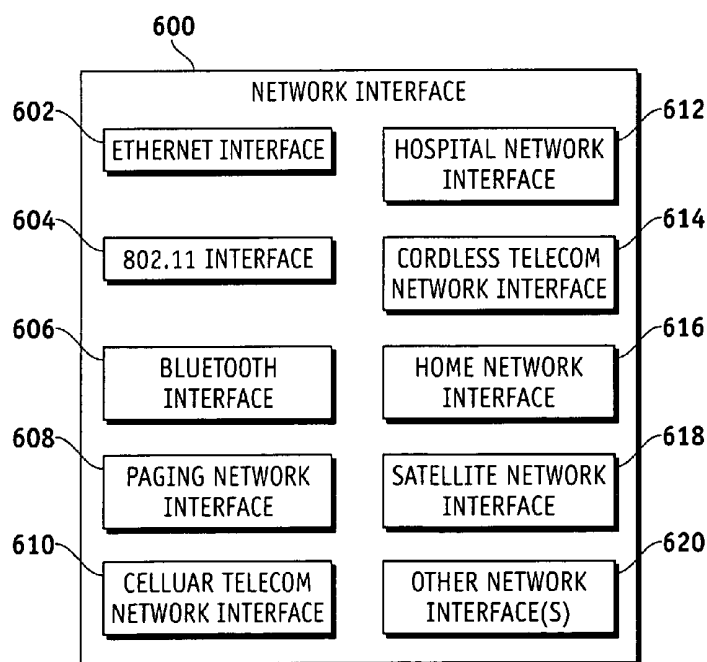 600
NETWORK INTERFACE
602
ETHERNET INTERFACE
604
802.11 INTERFACE
606
BLUETOOTH
INTERFACE
608
PAGING NETWORK
INTERFACE
610
CELLUAR TELECOM
NETWORK INTERFACE
612
HOSPITAL NETWORK
INTERFACE
614
CORDLESS TELECOM
NETWORK INTERFACE
616
HOME NETWORK
INTERFACE
618
SATELLITE NETWORK
INTERFACE
620
OTHER NETWORK
INTERFACE(S)